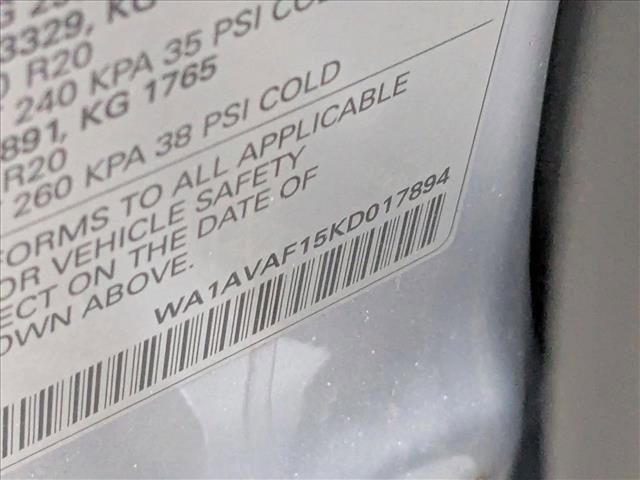 G 29
3329, KG
R20
240 KPA 35 PSI COLD
891, KG 1765
R20
260 KPA 38 PSI COLD
FORMS TO ALL APPLICABLE
OR VEHICLE SAFETY
ECT ON THE DATE OF
OWN ABOVE.
WA1AVAF15KD017894